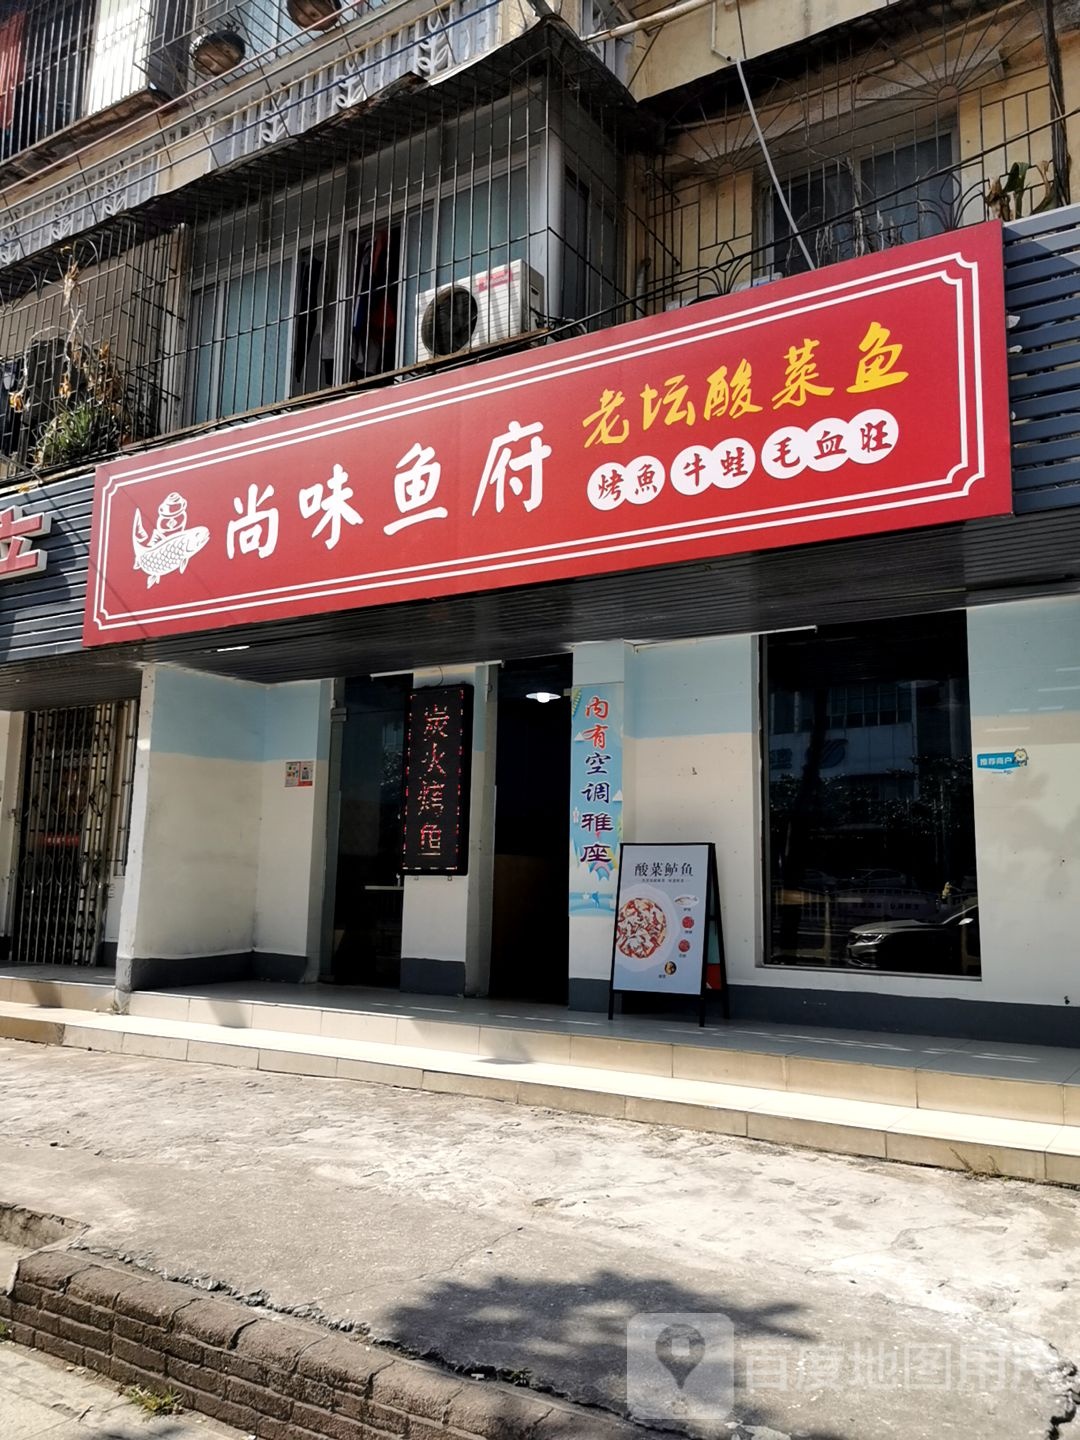 尚味鱼府
老坛酸菜鱼
烤魚 牛蛙 毛血旺
炭火烤鱼
内有空调雅座
酸菜鲈鱼
推荐商户
百度地图用户